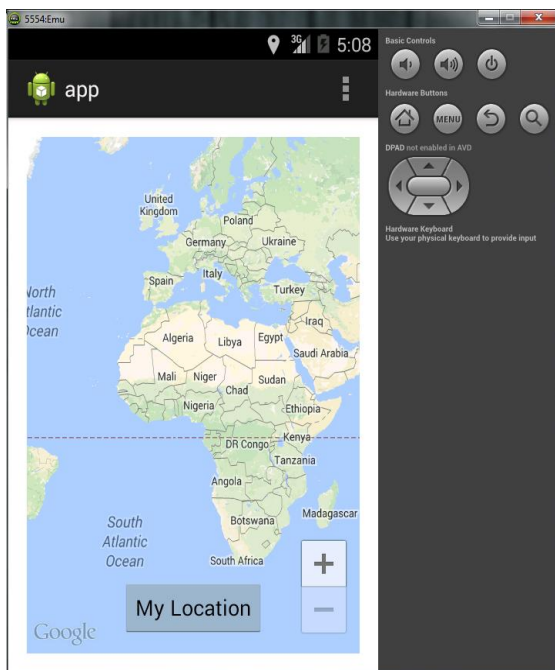 5554:Emu
3G 5:08
app
Basic Controls
Hardware Buttons
MENU
DPAD not enabled in AVD
Hardware Keyboard
Use your physical keyboard to provide input
United
Kingdom
Poland
Germany
Ukraine
Italy
Spain
Turkey
North
tlantic
Ocean
Iraq
Algeria
Libya
Egypt
Saudi Arabia
Mali
Niger
Chad
Sudan
Nigeria
Ethiopia
DR Congo
Kenya
Tanzania
Angola
Madagascar
Botswana
South
Atlantic
Ocean
South Africa
My Location
Google